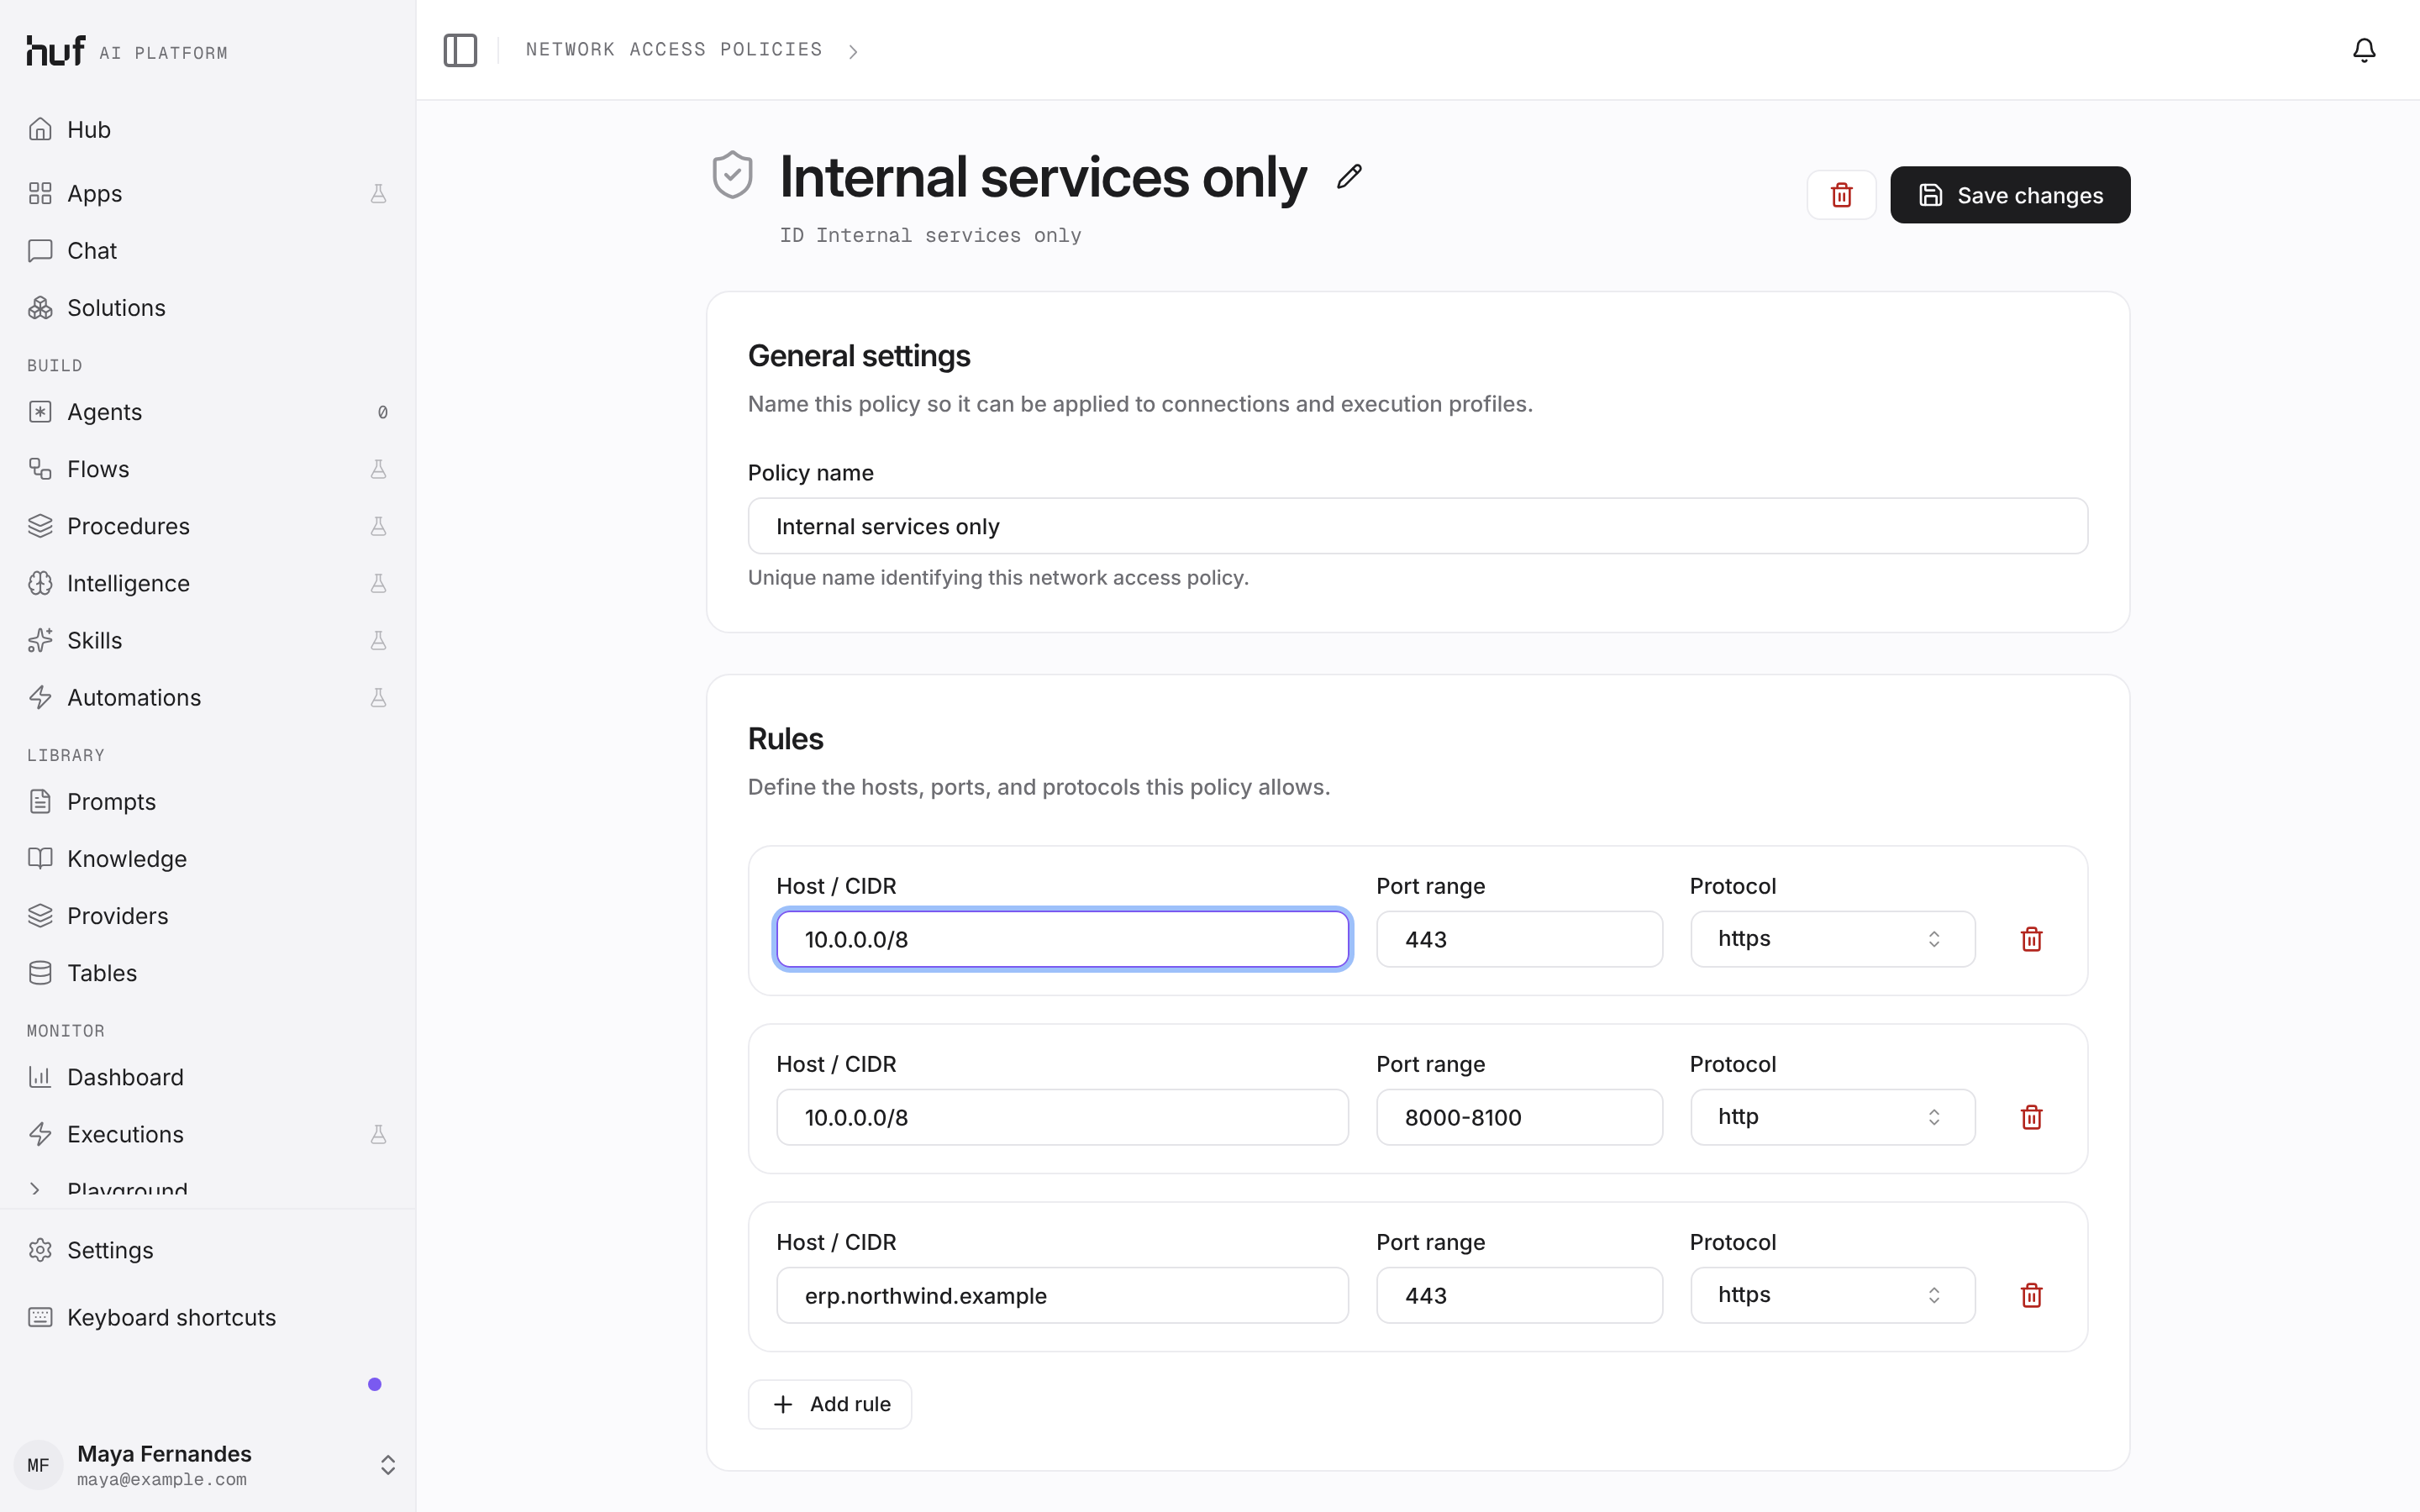 huf AI PLATFORM
Hub
Apps
Chat
Solutions
BUILD
Agents 0
Flows
Procedures
Intelligence
Skills
Automations
LIBRARY
Prompts
Knowledge
Providers
Tables
MONITOR
Dashboard
Executions
Playground
Settings
Keyboard shortcuts
MF
Maya Fernandes
maya@example.com
NETWORK ACCESS POLICIES
Internal services only
ID Internal services only
Save changes
General settings
Name this policy so it can be applied to connections and execution profiles.
Policy name
Internal services only
Unique name identifying this network access policy.
Rules
Define the hosts, ports, and protocols this policy allows.
Host / CIDR Port range Protocol
10.0.0.0/8 443 https
Host / CIDR Port range Protocol
10.0.0.0/8 8000-8100 http
Host / CIDR Port range Protocol
erp.northwind.example 443 https
Add rule